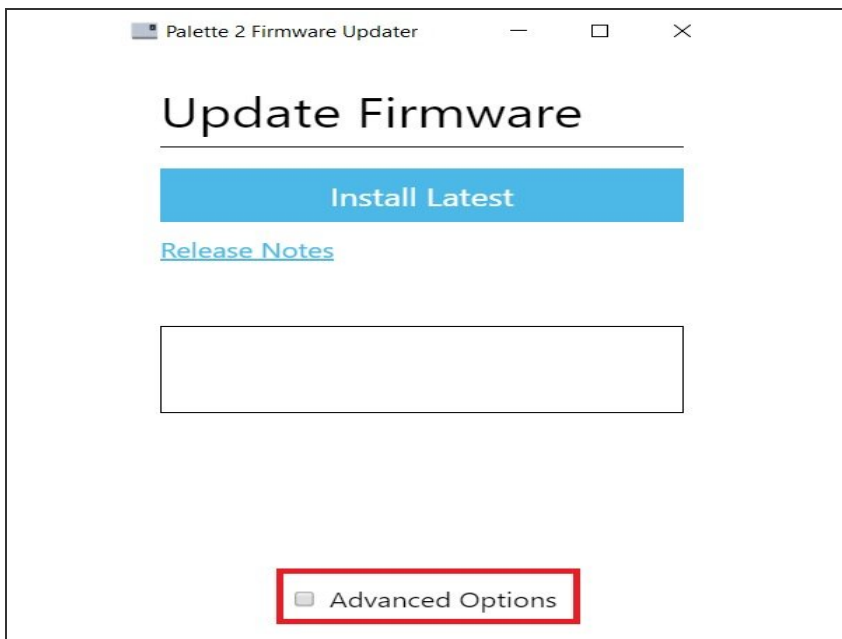 Palette 2 Firmware Updater
Update Firmware
Install Latest
Release Notes
Advanced Options